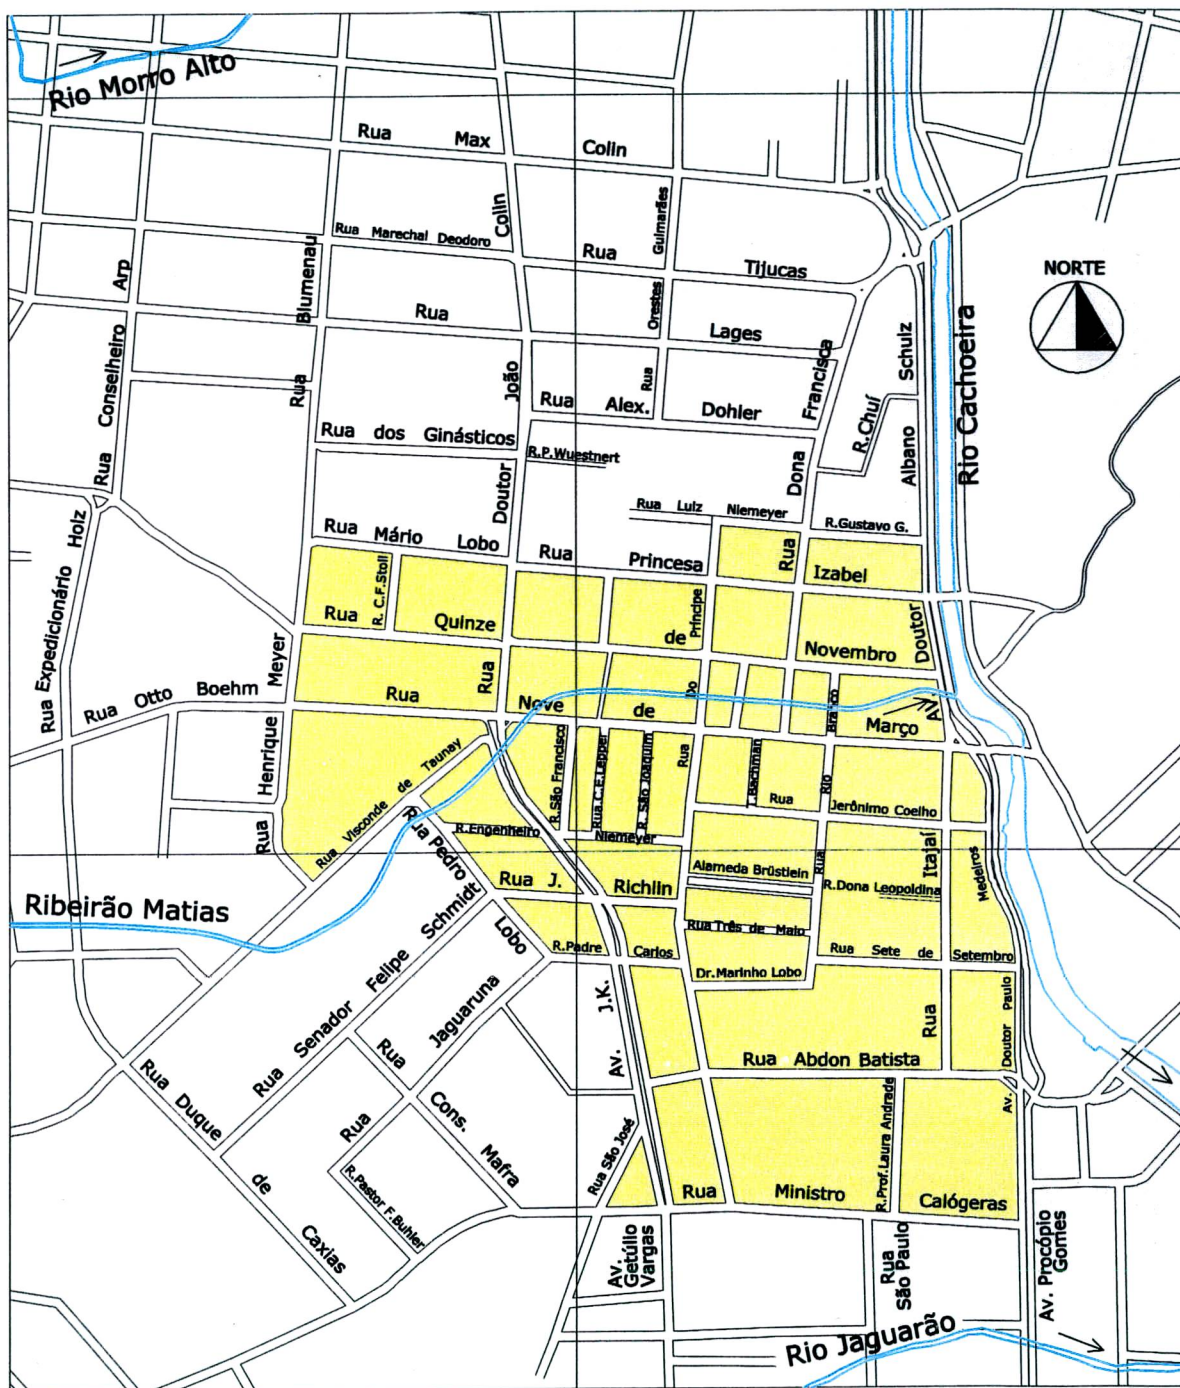 Rio Morro Alto
Rua Max Colin
Rua Marechal Deodoro
Colin
Rua Tijucas
Guimarães
NORTE
Arp
Blumenau
Rua Lages
Orestes
Rua
Rio Cachoeira
Schulz
Francisca
Conselheiro
João
Rua Alex. Dohler
R.Chuí
Rua
Rua
Rua dos Ginásticos
R.P.Wuestnert
Dona
Albano
Doutor
Rua Luiz Niemeyer
R.Gustavo G.
Rua Expedicionário Holz
Rua Mário Lobo
Rua Princesa Izabel
Rua
R. C.F.Stoll
Rua Quinze de Novembro
Príncipe
Doutor
Meyer
Rua
Rua Otto Boehm
Rua Nove de Março
Do
Branco
Av.
Henrique
Rua Visconde de Taunay
R.São Francisco
Rua.C.E.Lepper
R. São Joaquim
Rua
T.Bachman
Rio
Rua Jerônimo Coelho
Rua
R.Engenheiro Niemeyer
Rua
Itajaí
Medeiros
Rua Pedro Lobo
Alameda Brüstlein
Rua J. Richlin
R.Dona Leopoldina
Ribeirão Matias
Rua Três de Maio
R.Padre Carlos
Rua Sete de Setembro
Dr.Marinho Lobo
Rua Senador Felipe Schmidt
Rua Jaguaruna
Av. J.K.
Rua
Doutor Paulo
Av.
Rua Abdon Batista
Rua Duque de Caxias
Rua Cons. Mafra
R.Pastor F.Buhler
Rua São José
R.Prof.Laura Andrade
Rua Ministro Calógeras
Av. Getúlio Vargas
Rua São Paulo
Av. Procópio Gomes
Rio Jaguarão